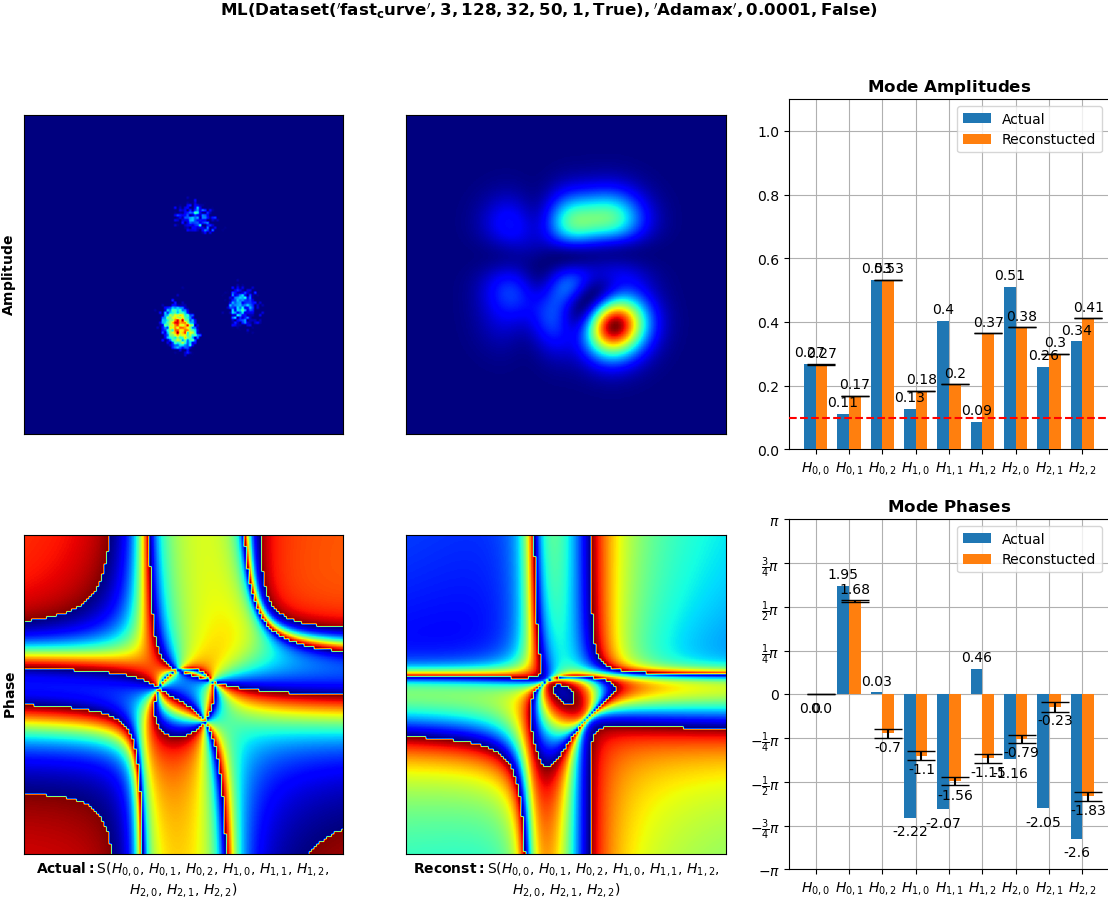 ML(Dataset('fast_curve', 3, 128, 32, 50, 1, True), 'Adamax', 0.0001, False)
Amplitude
Mode Amplitudes
Actual
Reconstucted
1.0
0.8
0.6
0.4
0.2
0.0
0.27 0.27 0.11 0.17 0.53 0.53 0.13 0.18 0.4 0.2 0.09 0.37 0.51 0.38 0.26 0.3 0.34 0.41
H0,0 H0,1 H0,2 H1,0 H1,1 H1,2 H2,0 H2,1 H2,2
Phase
Actual: S(H0,0, H0,1, H0,2, H1,0, H1,1, H1,2,
H2,0, H2,1, H2,2)
Reconst: S(H0,0, H0,1, H0,2, H1,0, H1,1, H1,2,
H2,0, H2,1, H2,2)
Mode Phases
Actual
Reconstucted
π
3/4π
1/2π
1/4π
0
−1/4π
−1/2π
−3/4π
−π
0.0 0.0 1.95 1.68 0.03 -0.7 -2.22 -1.1 -2.07 -1.56 0.46 -1.15 -1.16 -0.79 -2.05 -0.23 -2.6 -1.83
H0,0 H0,1 H0,2 H1,0 H1,1 H1,2 H2,0 H2,1 H2,2